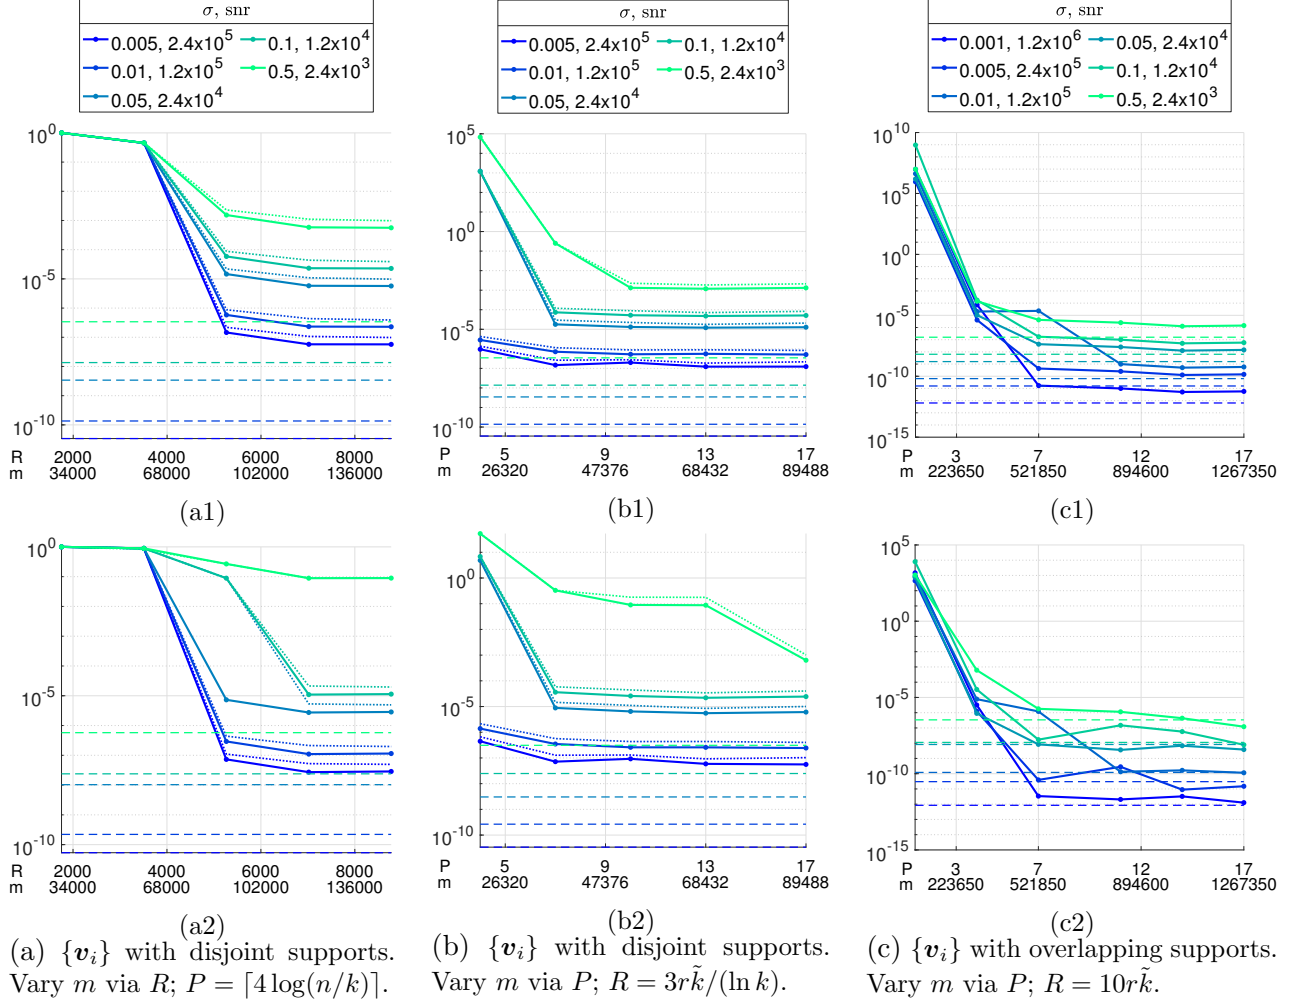 σ, snr
0.005, 2.4x10^5 0.1, 1.2x10^4
0.01, 1.2x10^5 0.5, 2.4x10^3
0.05, 2.4x10^4
10^0
10^-5
10^-10
R 2000 4000 6000 8000
m 34000 68000 102000 136000
(a1)
σ, snr
0.005, 2.4x10^5 0.1, 1.2x10^4
0.01, 1.2x10^5 0.5, 2.4x10^3
0.05, 2.4x10^4
10^5
10^0
10^-5
10^-10
P 5 9 13 17
m 26320 47376 68432 89488
(b1)
σ, snr
0.001, 1.2x10^6 0.05, 2.4x10^4
0.005, 2.4x10^5 0.1, 1.2x10^4
0.01, 1.2x10^5 0.5, 2.4x10^3
10^10
10^5
10^0
10^-5
10^-10
10^-15
P 3 7 12 17
m 223650 521850 894600 1267350
(c1)
10^0
10^-5
10^-10
R 2000 4000 6000 8000
m 34000 68000 102000 136000
(a2)
10^0
10^-5
10^-10
P 5 9 13 17
m 26320 47376 68432 89488
(b2)
10^5
10^0
10^-5
10^-10
10^-15
P 3 7 12 17
m 223650 521850 894600 1267350
(c2)
(a) {v_i} with disjoint supports.
Vary m via R; P = ⌈4 log(n/k)⌉.
(b) {v_i} with disjoint supports.
Vary m via P; R = 3rk̃/(ln k).
(c) {v_i} with overlapping supports.
Vary m via P; R = 10rk̃.